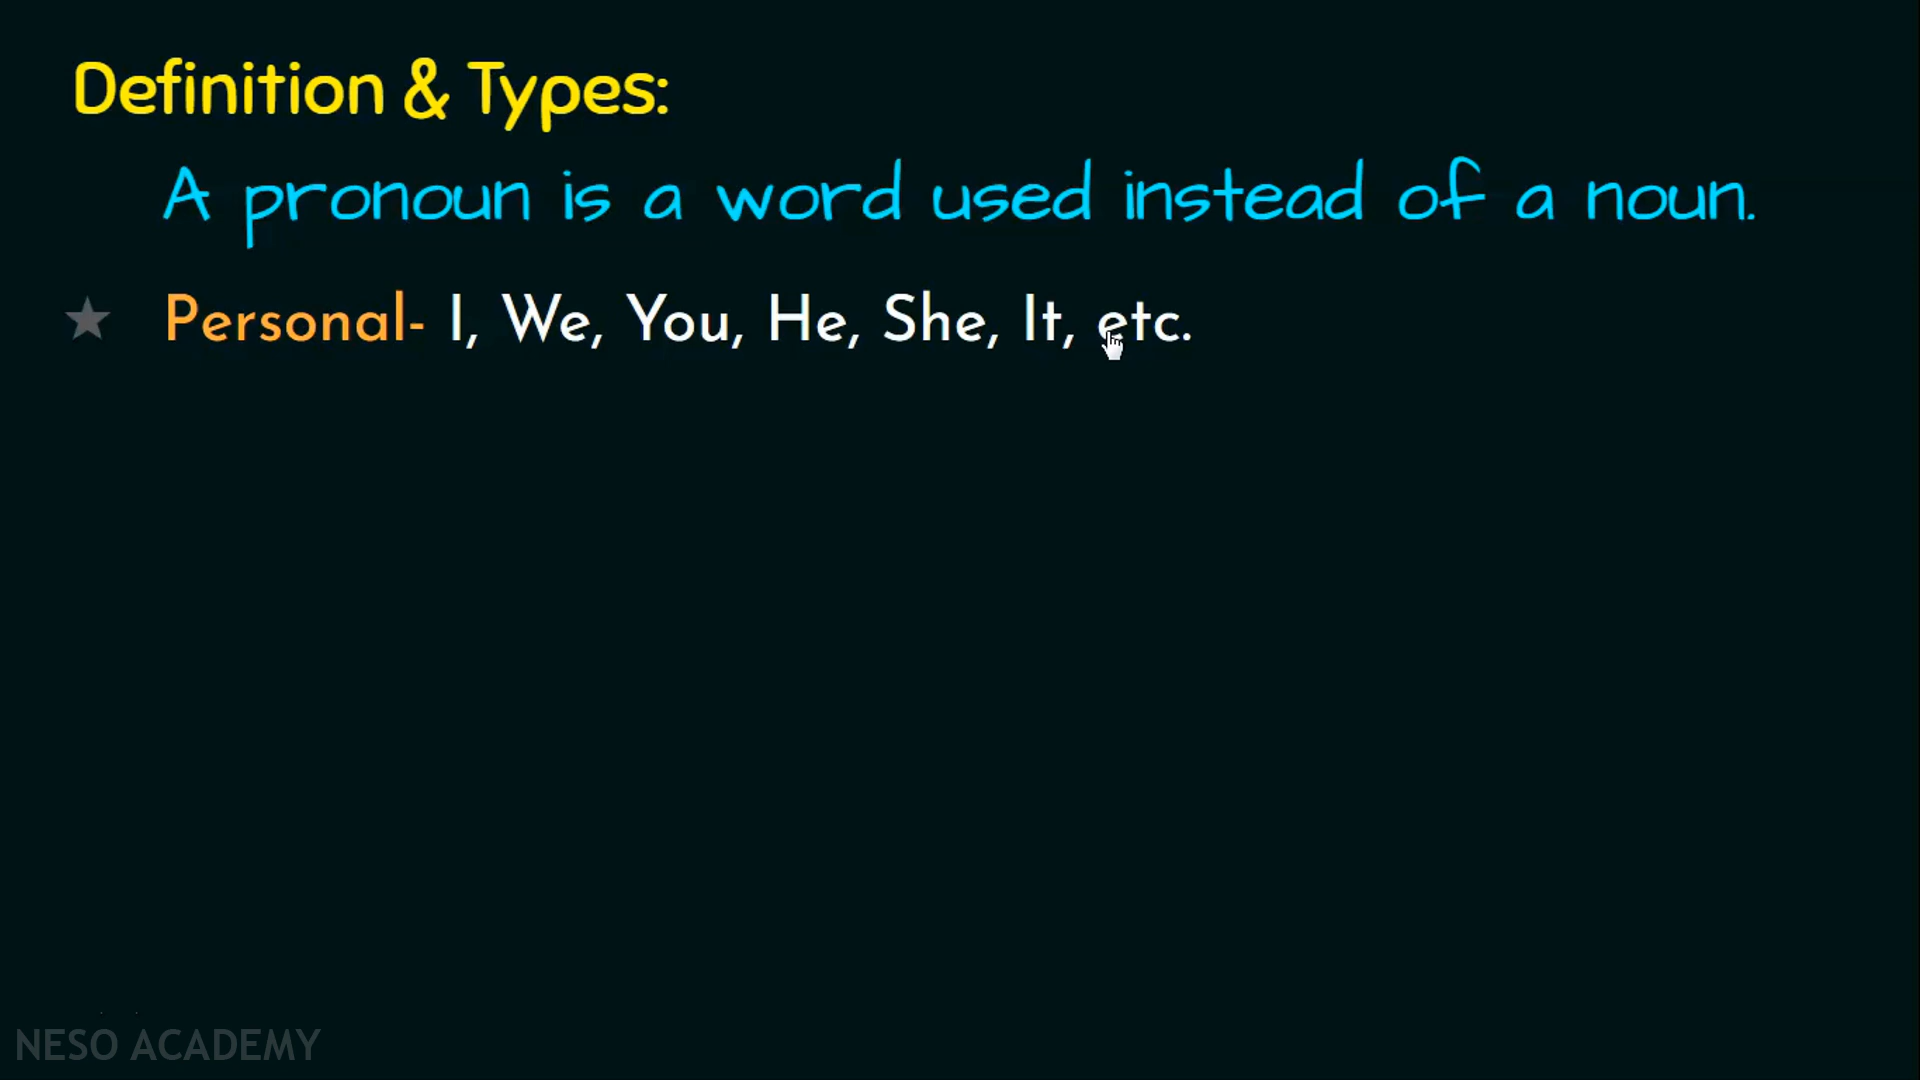 Definition & Types:
A pronoun is a word used instead of a noun.
Personal- I, We, You, He, She, It, etc.
NESO ACADEMY